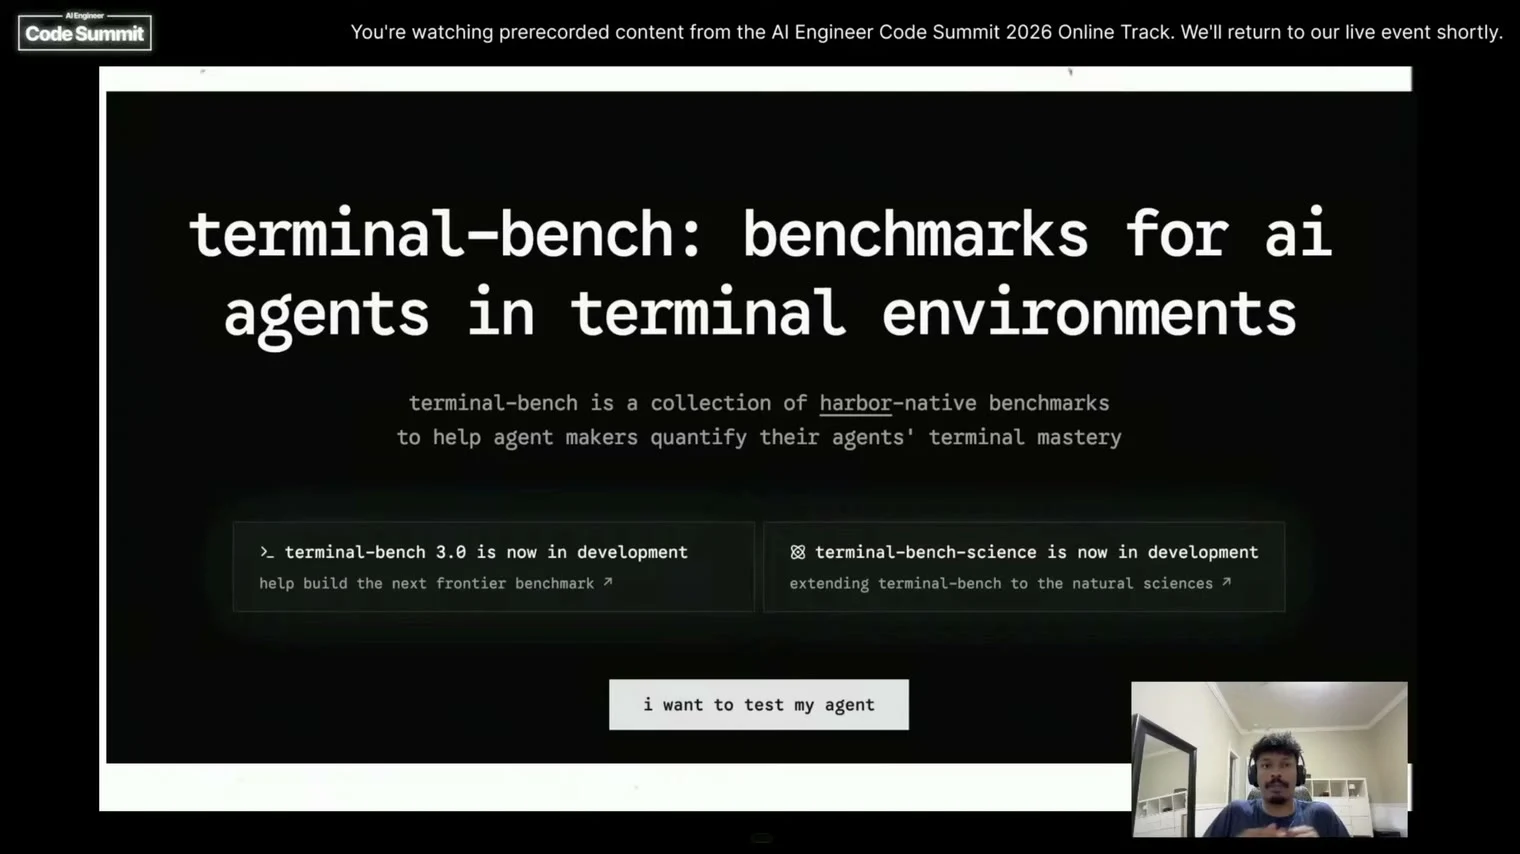 AI Engineer
Code Summit
You're watching prerecorded content from the AI Engineer Code Summit 2026 Online Track. We'll return to our live event shortly.
terminal-bench: benchmarks for ai
agents in terminal environments
terminal-bench is a collection of harbor-native benchmarks
to help agent makers quantify their agents' terminal mastery
>_ terminal-bench 3.0 is now in development
help build the next frontier benchmark ↗
terminal-bench-science is now in development
extending terminal-bench to the natural sciences ↗
i want to test my agent